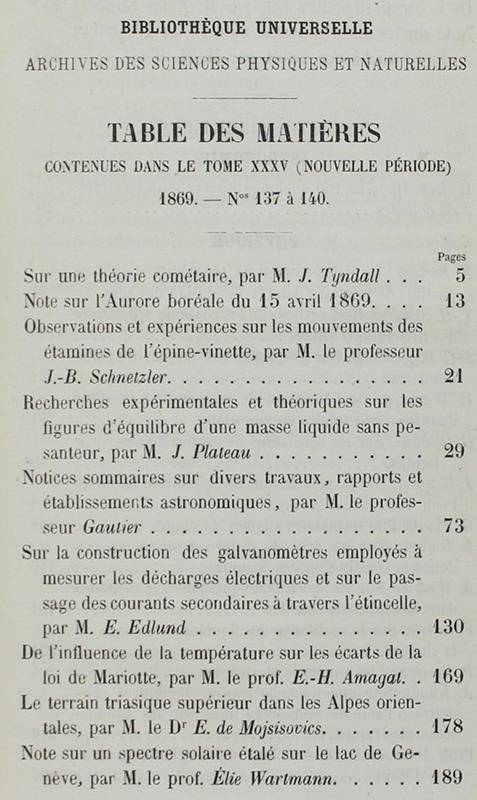 BIBLIOTHÈQUE UNIVERSELLE
ARCHIVES DES SCIENCES PHYSIQUES ET NATURELLES
TABLE DES MATIÈRES
CONTENUES DANS LE TOME XXXV (NOUVELLE PÉRIODE)
1869. — Nos 137 à 140.
Pages
Sur une théorie cométaire, par M. J. Tyndall . . . 5
Note sur l'Aurore boréale du 15 avril 1869. . . . 13
Observations et expériences sur les mouvements des
étamines de l'épine-vinette, par M. le professeur
J.-B. Schnetzler. . . . . . . . . . . . . . . . 21
Recherches expérimentales et théoriques sur les
figures d'équilibre d'une masse liquide sans pe-
santeur, par M. J. Plateau . . . . . . . . . . . 29
Notices sommaires sur divers travaux, rapports et
établissements astronomiques, par M. le profes-
seur Gautier . . . . . . . . . . . . . . . . . . 73
Sur la construction des galvanomètres employés à
mesurer les décharges électriques et sur le pas-
sage des courants secondaires à travers l'étincelle,
par M. E. Edlund . . . . . . . . . . . . . . . 130
De l'influence de la température sur les écarts de la
loi de Mariotte, par M. le prof. E.-H. Amagat. . 169
Le terrain triasique supérieur dans les Alpes orien-
tales, par M. le Dr E. de Mojsisovics. . . . . . . 178
Note sur un spectre solaire étalé sur le lac de Ge-
nève, par M. le prof. Élie Wartmann. . . . . . 189